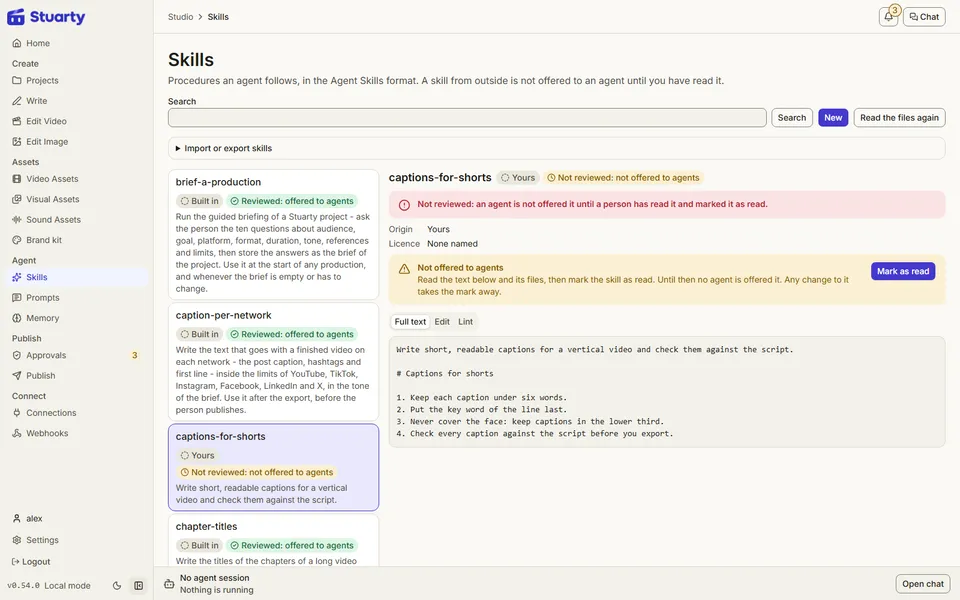 Stuarty
Home
Create
Projects
Write
Edit Video
Edit Image
Assets
Video Assets
Visual Assets
Sound Assets
Brand kit
Agent
Skills
Prompts
Memory
Publish
Approvals 3
Publish
Connect
Connections
Webhooks
alex
Settings
Logout
v0.54.0 Local mode
Studio > Skills
3
Chat
Skills
Procedures an agent follows, in the Agent Skills format. A skill from outside is not offered to an agent until you have read it.
Search
Search
New
Read the files again
Import or export skills
brief-a-production
Built in
Reviewed: offered to agents
Run the guided briefing of a Stuarty project - ask
the person the ten questions about audience,
goal, platform, format, duration, tone, references
and limits, then store the answers as the brief of
the project. Use it at the start of any production,
and whenever the brief is empty or has to
change.
caption-per-network
Built in
Reviewed: offered to agents
Write the text that goes with a finished video on
each network - the post caption, hashtags and
first line - inside the limits of YouTube, TikTok,
Instagram, Facebook, LinkedIn and X, in the tone
of the brief. Use it after the export, before the
person publishes.
captions-for-shorts
Yours
Not reviewed: not offered to agents
Write short, readable captions for a vertical
video and check them against the script.
chapter-titles
Built in
Reviewed: offered to agents
Write the titles of the chapters of a long video
captions-for-shorts
Yours
Not reviewed: not offered to agents
Not reviewed: an agent is not offered it until a person has read it and marked it as read.
Origin Yours
Licence None named
Not offered to agents
Read the text below and its files, then mark the skill as read. Until then no agent is offered it. Any change to it
takes the mark away.
Mark as read
Full text
Edit
Lint
Write short, readable captions for a vertical video and check them against the script.
# Captions for shorts
1. Keep each caption under six words.
2. Put the key word of the line last.
3. Never cover the face: keep captions in the lower third.
4. Check every caption against the script before you export.
No agent session
Nothing is running
Open chat